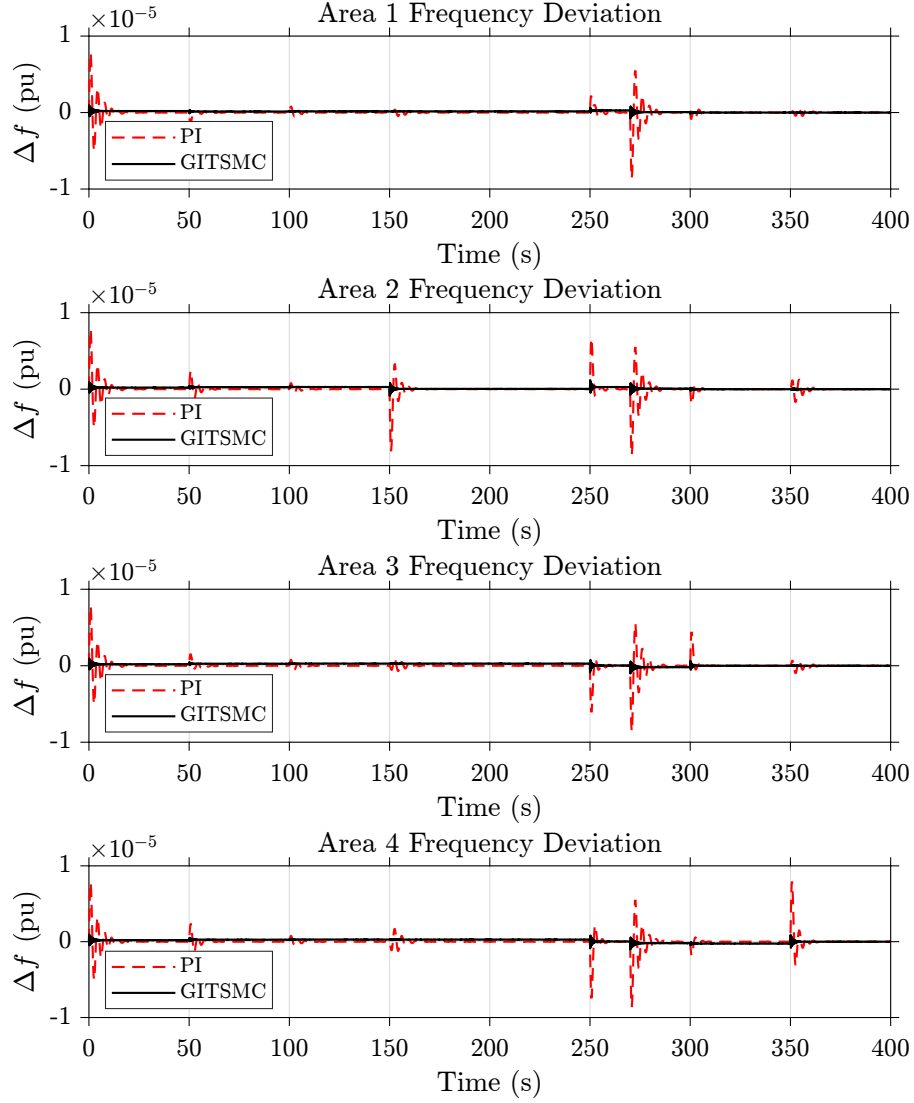 ×10⁻⁵ Area 1 Frequency Deviation
1
0
-1
Δf (pu)
PI
GITSMC
0 50 100 150 200 250 300 350 400
Time (s)
×10⁻⁵ Area 2 Frequency Deviation
1
0
-1
Δf (pu)
PI
GITSMC
0 50 100 150 200 250 300 350 400
Time (s)
×10⁻⁵ Area 3 Frequency Deviation
1
0
-1
Δf (pu)
PI
GITSMC
0 50 100 150 200 250 300 350 400
Time (s)
×10⁻⁵ Area 4 Frequency Deviation
1
0
-1
Δf (pu)
PI
GITSMC
0 50 100 150 200 250 300 350 400
Time (s)